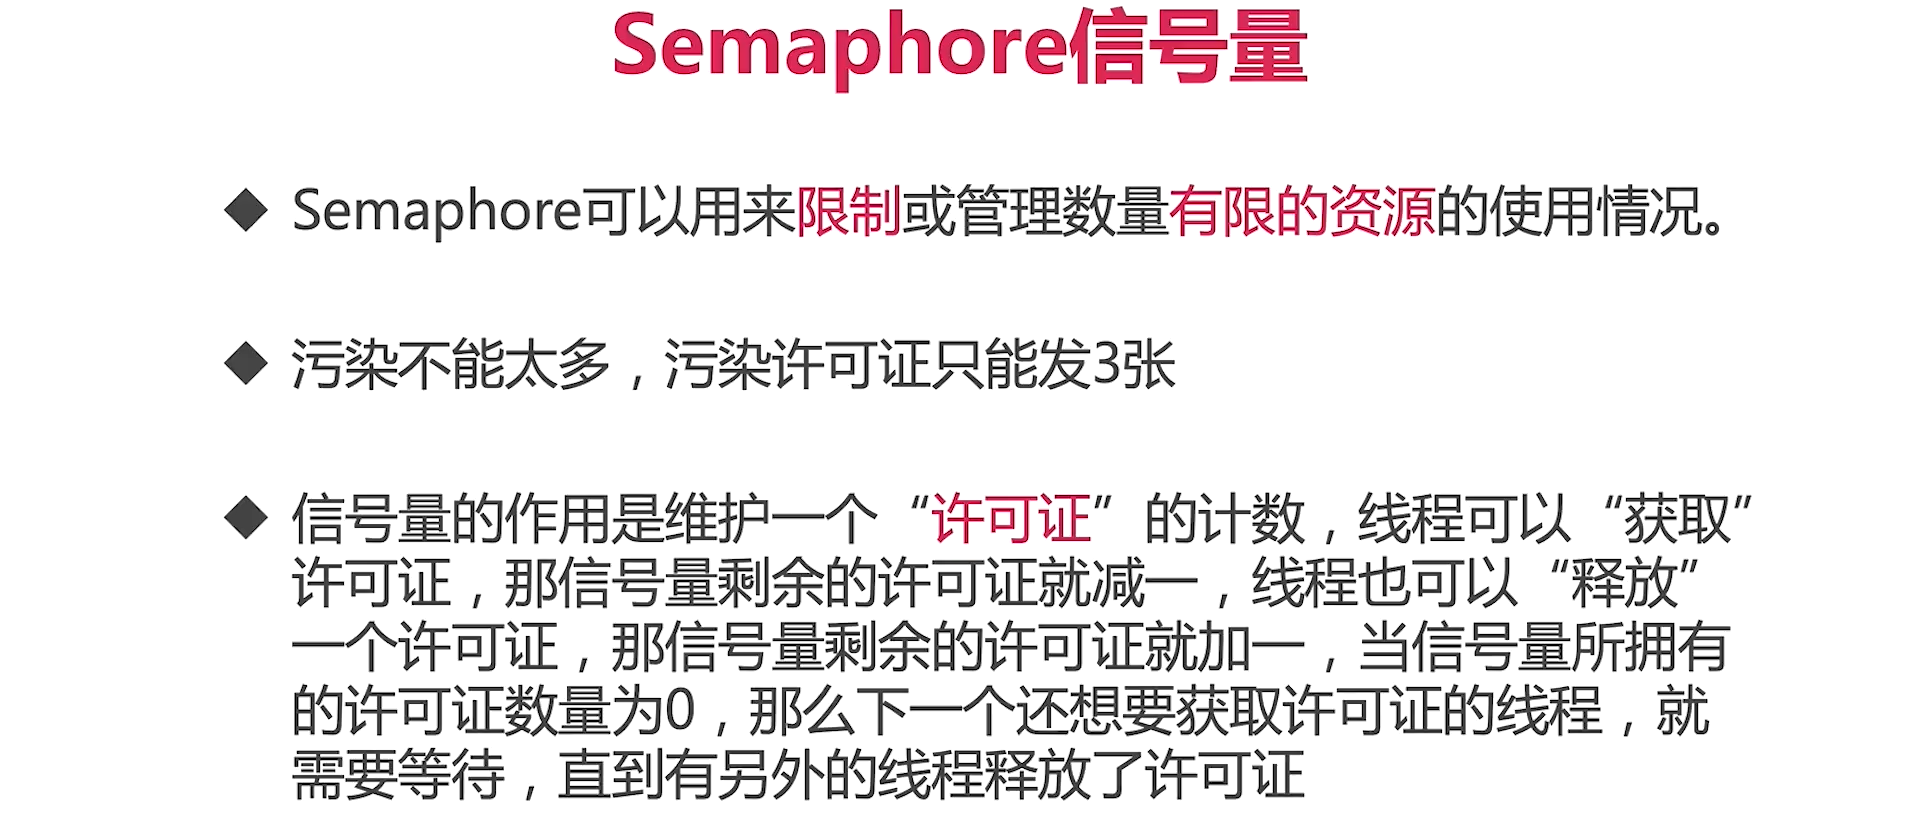 Semaphore信号量
◆ Semaphore可以用来限制或管理数量有限的资源的使用情况。
◆ 污染不能太多，污染许可证只能发3张
◆ 信号量的作用是维护一个“许可证”的计数，线程可以“获取”
许可证，那信号量剩余的许可证就减一，线程也可以“释放”
一个许可证，那信号量剩余的许可证就加一，当信号量所拥有
的许可证数量为0，那么下一个还想要获取许可证的线程，就
需要等待，直到有另外的线程释放了许可证